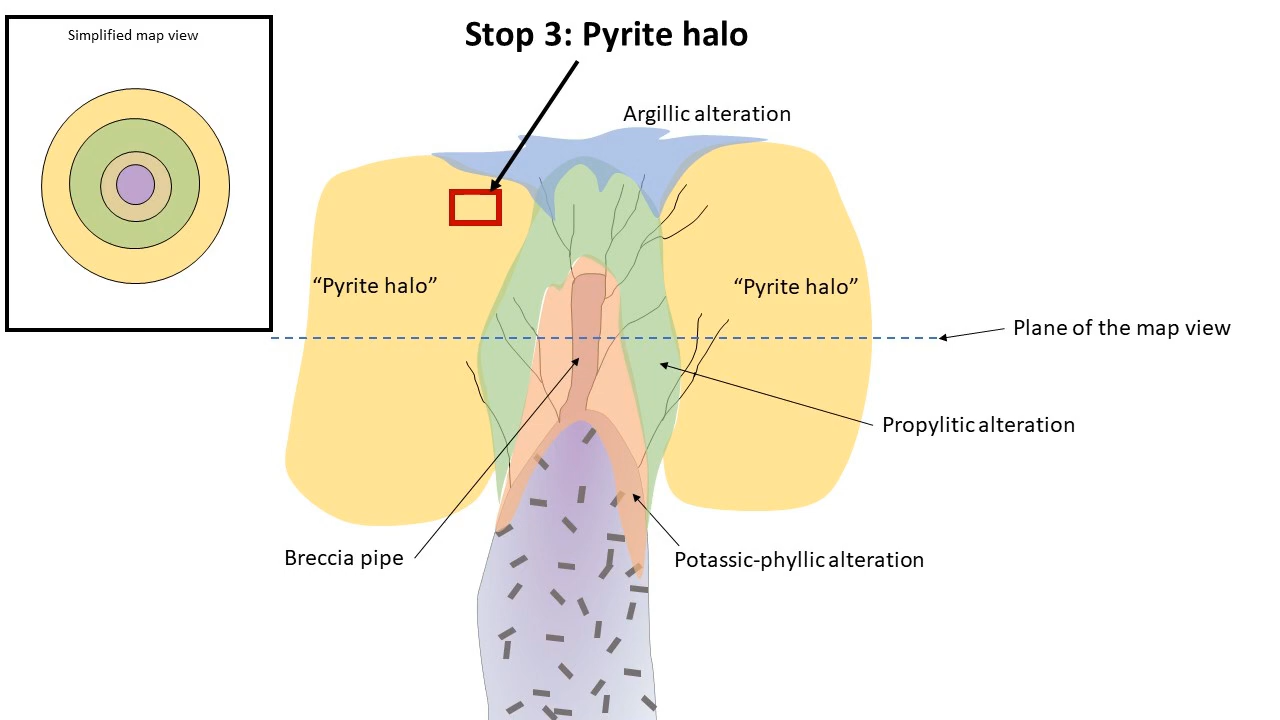 Simplified map view
Stop 3: Pyrite halo
Argillic alteration
“Pyrite halo”
“Pyrite halo”
Plane of the map view
Propylitic alteration
Breccia pipe
Potassic-phyllic alteration